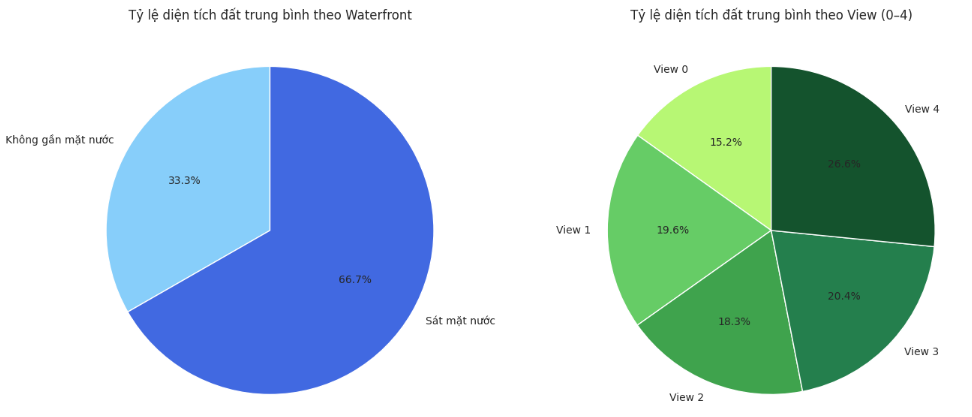 Tỷ lệ diện tích đất trung bình theo Waterfront
Không gần mặt nước
33.3%
66.7%
Sát mặt nước
Tỷ lệ diện tích đất trung bình theo View (0–4)
View 0
View 4
15.2%
26.6%
View 1
19.6%
20.4%
18.3%
View 3
View 2